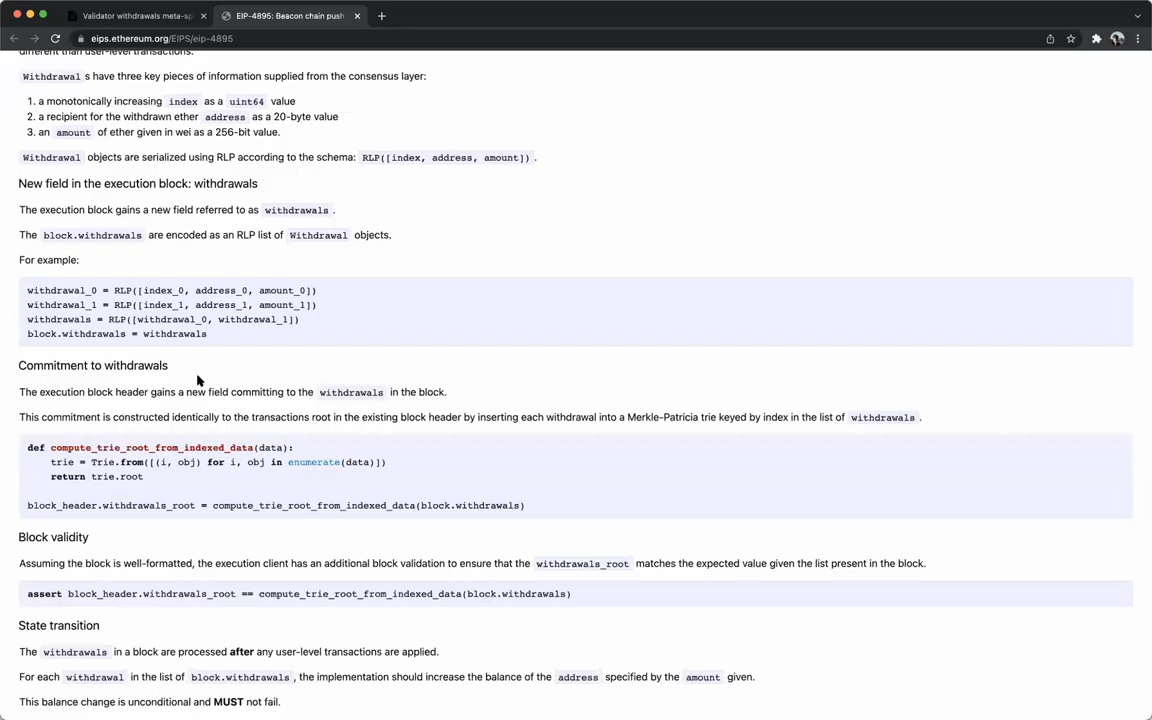 Validator withdrawals meta-sp
EIP-4895: Beacon chain push
eips.ethereum.org/EIPS/eip-4895
different than user-level transactions.
Withdrawal s have three key pieces of information supplied from the consensus layer:
1. a monotonically increasing index as a uint64 value
2. a recipient for the withdrawn ether address as a 20-byte value
3. an amount of ether given in wei as a 256-bit value.
Withdrawal objects are serialized using RLP according to the schema: RLP([index, address, amount]) .
New field in the execution block: withdrawals
The execution block gains a new field referred to as withdrawals .
The block.withdrawals are encoded as an RLP list of Withdrawal objects.
For example:
withdrawal_0 = RLP([index_0, address_0, amount_0])
withdrawal_1 = RLP([index_1, address_1, amount_1])
withdrawals = RLP([withdrawal_0, withdrawal_1])
block.withdrawals = withdrawals
Commitment to withdrawals
The execution block header gains a new field committing to the withdrawals in the block.
This commitment is constructed identically to the transactions root in the existing block header by inserting each withdrawal into a Merkle-Patricia trie keyed by index in the list of withdrawals .
def compute_trie_root_from_indexed_data(data):
trie = Trie.from([(i, obj) for i, obj in enumerate(data)])
return trie.root
block_header.withdrawals_root = compute_trie_root_from_indexed_data(block.withdrawals)
Block validity
Assuming the block is well-formatted, the execution client has an additional block validation to ensure that the withdrawals_root matches the expected value given the list present in the block.
assert block_header.withdrawals_root == compute_trie_root_from_indexed_data(block.withdrawals)
State transition
The withdrawals in a block are processed after any user-level transactions are applied.
For each withdrawal in the list of block.withdrawals , the implementation should increase the balance of the address specified by the amount given.
This balance change is unconditional and MUST not fail.